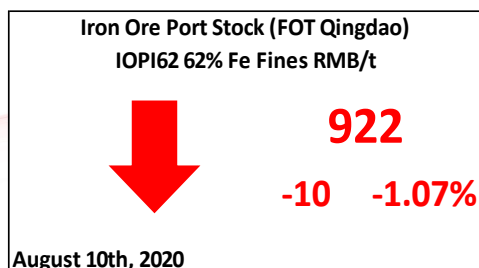 Iron Ore Port Stock (FOT Qingdao)
IOPI62 62% Fe Fines RMB/t
922
-10 -1.07%
August 10th, 2020